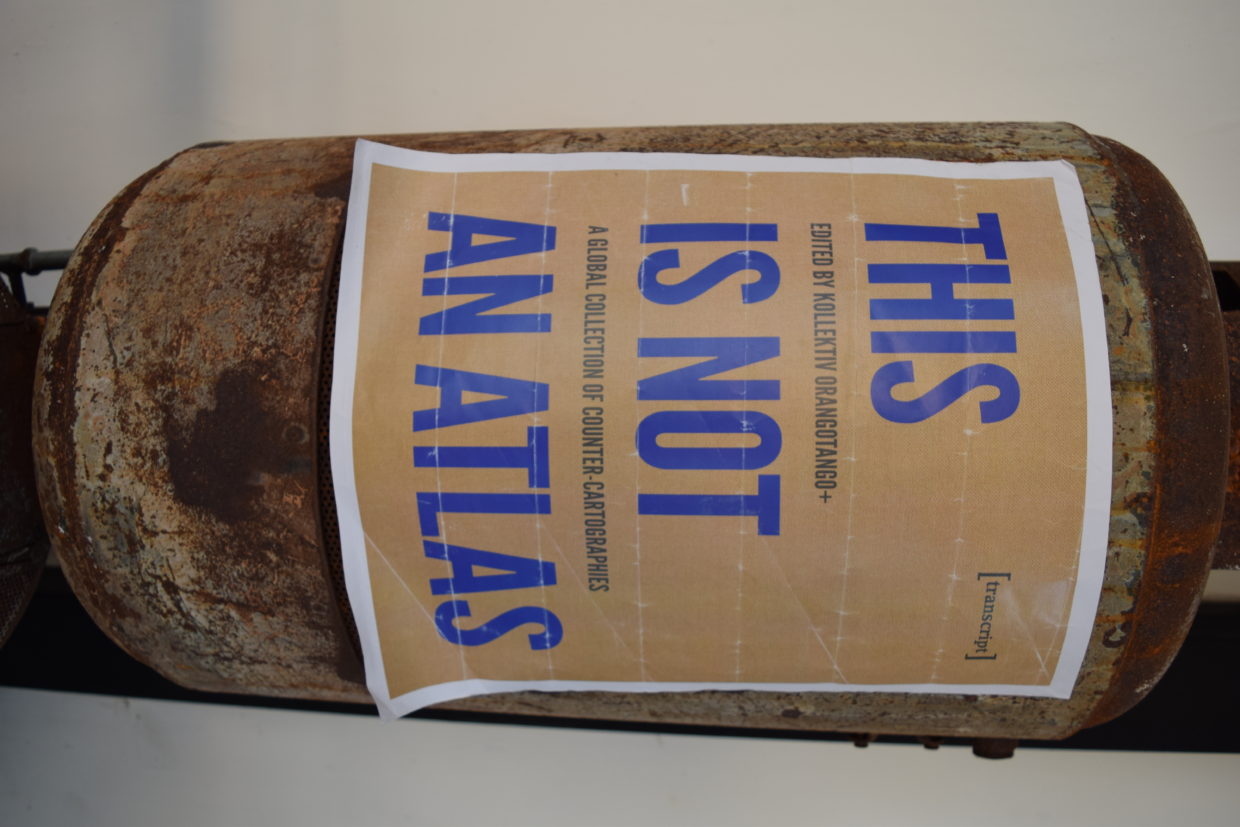 [transcript]
THIS
EDITED BY KOLLEKTIV ORANGOTANGO+
IS NOT
A GLOBAL COLLECTION OF COUNTER-CARTOGRAPHIES
AN ATLAS